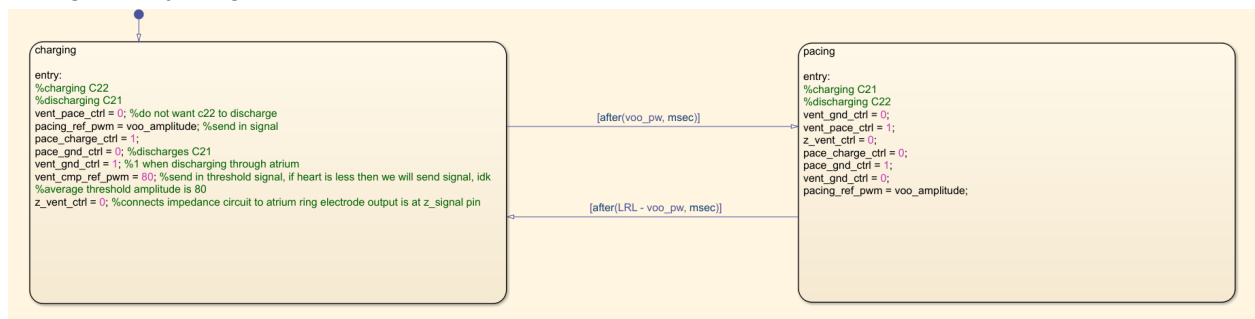 charging
entry:
%charging C22
%discharging C21
vent_pace_ctrl = 0; %do not want c22 to discharge
pacing_ref_pwm = voo_amplitude; %send in signal
pace_charge_ctrl = 1;
pace_gnd_ctrl = 0; %discharges C21
vent_gnd_ctrl = 1; %1 when discharging through atrium
vent_cmp_ref_pwm = 80; %send in threshold signal, if heart is less then we will send signal, idk
%average threshold amplitude is 80
z_vent_ctrl = 0; %connects impedance circuit to atrium ring electrode output is at z_signal pin
[after(voo_pw, msec)]
[after(LRL - voo_pw, msec)]
pacing
entry:
%charging C21
%discharging C22
vent_gnd_ctrl = 0;
vent_pace_ctrl = 1;
z_vent_ctrl = 0;
pace_charge_ctrl = 0;
pace_gnd_ctrl = 1;
vent_gnd_ctrl = 0;
pacing_ref_pwm = voo_amplitude;